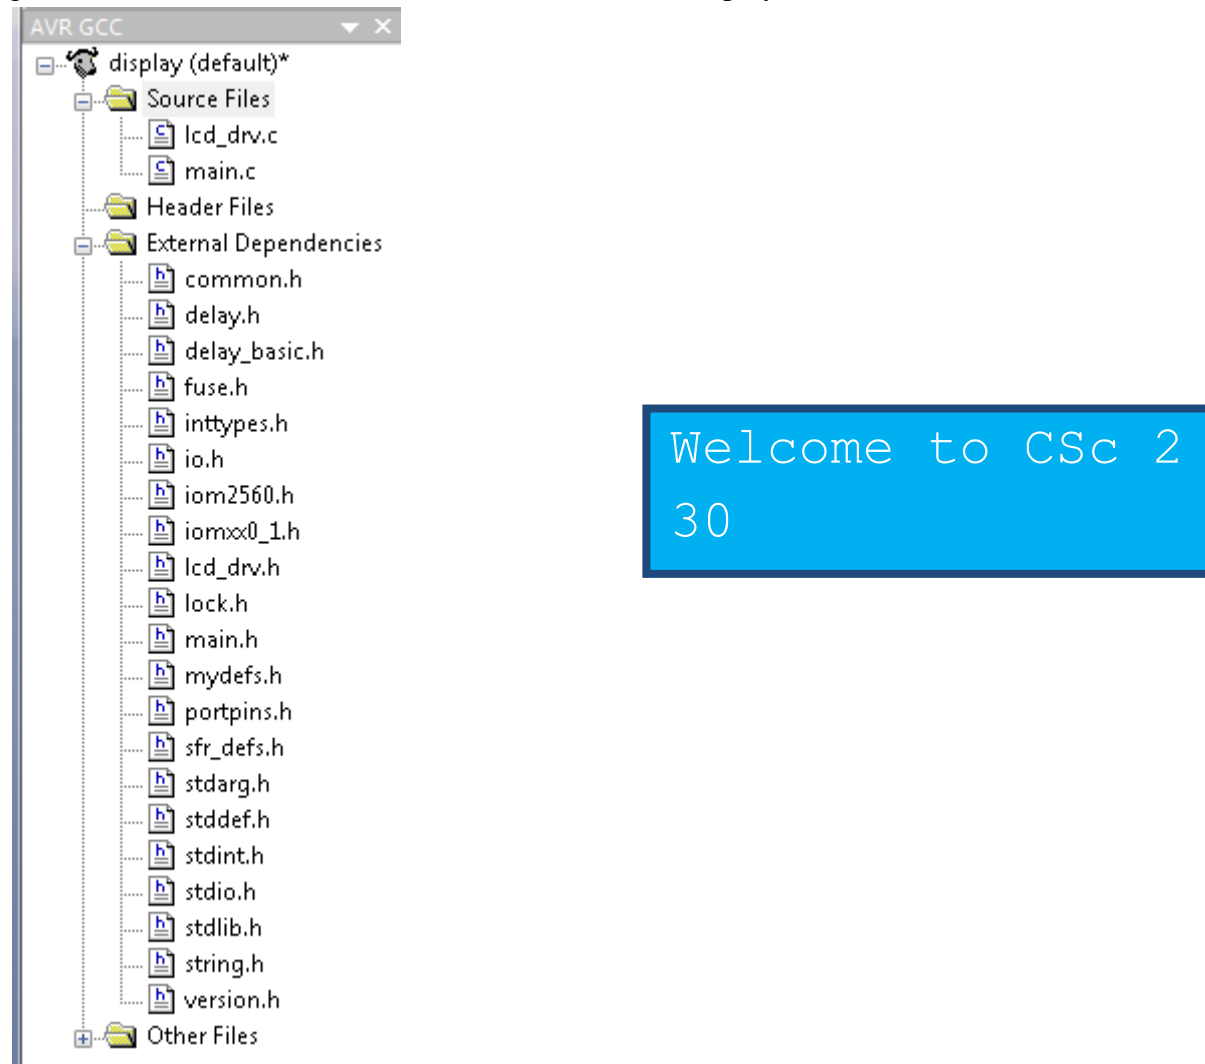 AVR GCC
display (default)*
Source Files
lcd_drv.c
main.c
Header Files
External Dependencies
common.h
delay.h
delay_basic.h
fuse.h
inttypes.h
io.h
iom2560.h
iomxx0_1.h
lcd_drv.h
lock.h
main.h
mydefs.h
portpins.h
sfr_defs.h
stdarg.h
stddef.h
stdint.h
stdio.h
stdlib.h
string.h
version.h
Other Files
Welcome to CSc 2
30